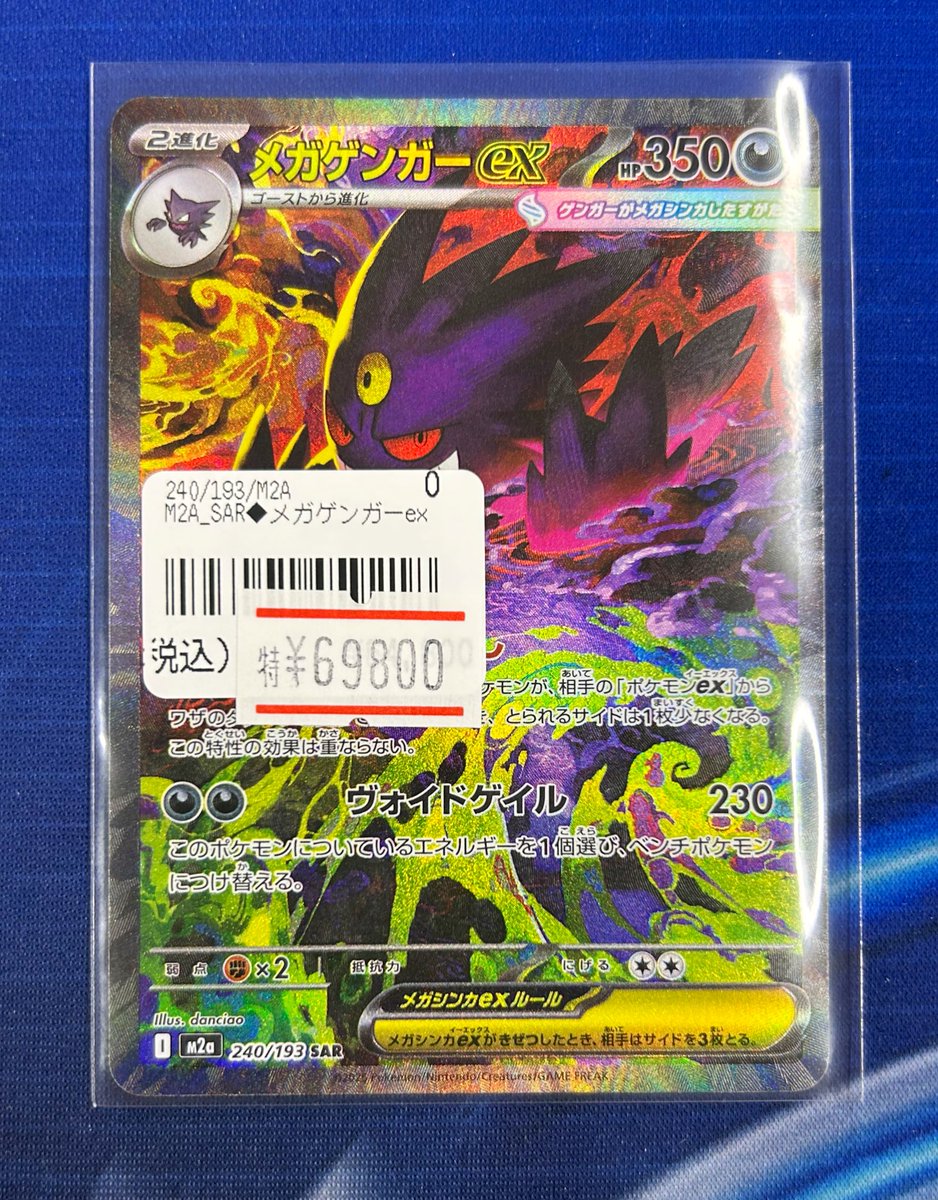 2進化
メガゲンガーex
HP350
ゴーストから進化
ゲンガーがメガシンカしたすがた
240/193/M2A
0
M2A_SAR◆メガゲンガーex
税込)
特¥69800
ケモンが、相手の「ポケモンex」から
ワザの
、とられるサイドは1枚少なくなる。
この特性の効果は重ならない。
ヴォイドゲイル 230
このポケモンについているエネルギーを1個選び、ベンチポケモン
につけ替える。
弱点 ×2 抵抗力 にげる
メガシンカexルール
メガシンカexがきぜつしたとき、相手はサイドを3枚とる。
Illus. danciao
I M2a 240/193 SAR
©2025 Pokémon/Nintendo/Creatures/GAME FREAK